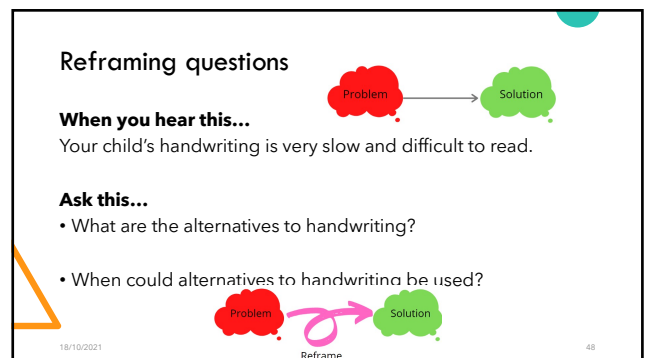 Reframing questions
Problem
Solution
When you hear this...
Your child's handwriting is very slow and difficult to read.
Ask this...
• What are the alternatives to handwriting?
• When could alternatives to handwriting be used?
Problem
Solution
Reframe
18/10/2021
48